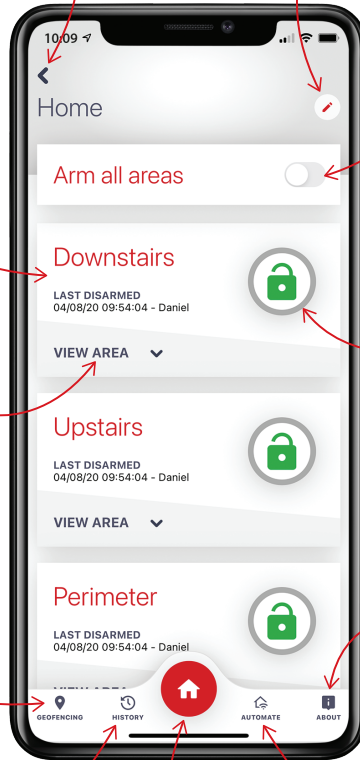 10:09
Home
Arm all areas
Downstairs
LAST DISARMED
04/08/20 09:54:04 - Daniel
VIEW AREA
Upstairs
LAST DISARMED
04/08/20 09:54:04 - Daniel
VIEW AREA
Perimeter
LAST DISARMED
04/08/20 09:54:04 - Daniel
VIEW AREA
GEOFENCING
HISTORY
AUTOMATE
ABOUT